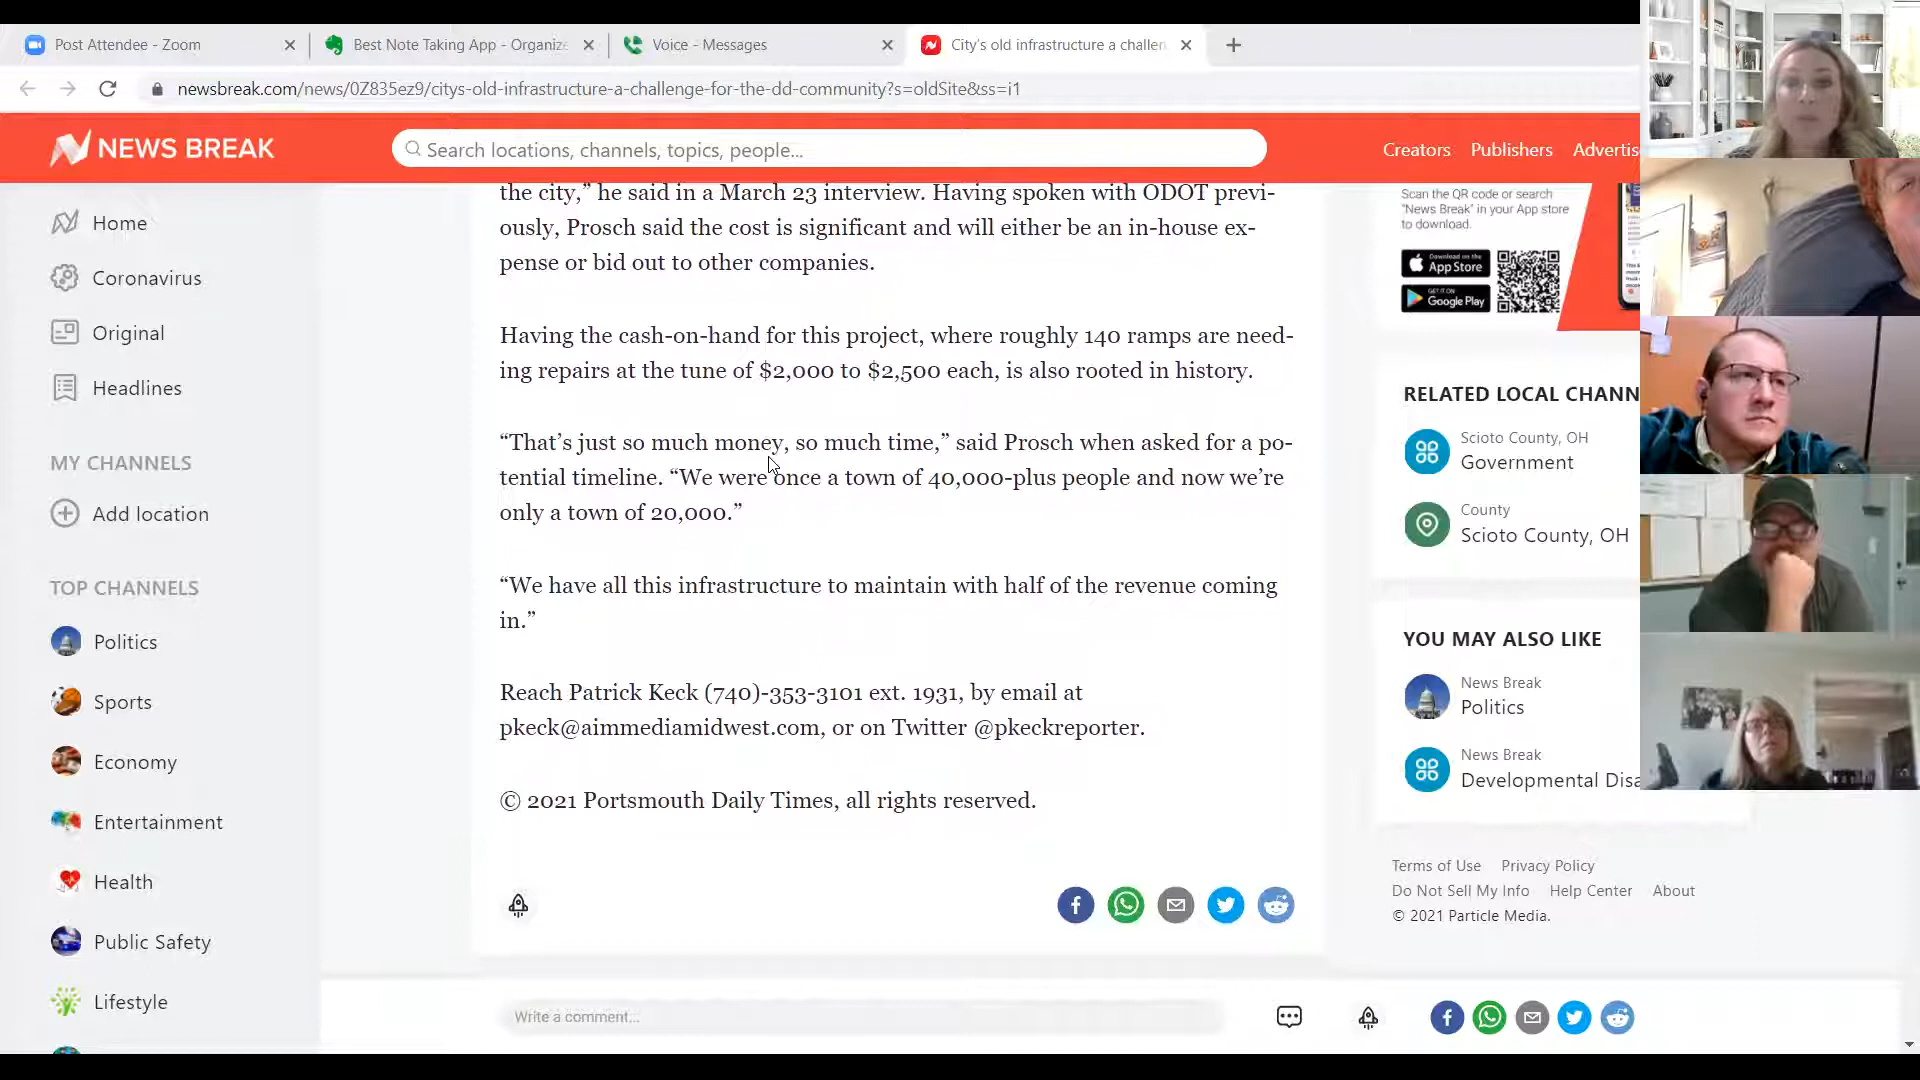 Post Attendee - Zoom
Best Note Taking App - Organize
Voice - Messages
City's old infrastructure a challen
newsbreak.com/news/0Z835ez9/citys-old-infrastructure-a-challenge-for-the-dd-community?s=oldSite&ss=i1
NEWS BREAK
Search locations, channels, topics, people...
Creators
Publishers
Advertis
Home
Coronavirus
Original
Headlines
MY CHANNELS
Add location
TOP CHANNELS
Politics
Sports
Economy
Entertainment
Health
Public Safety
Lifestyle
the city,” he said in a March 23 interview. Having spoken with ODOT previ-
ously, Prosch said the cost is significant and will either be an in-house ex-
pense or bid out to other companies.
Having the cash-on-hand for this project, where roughly 140 ramps are need-
ing repairs at the tune of $2,000 to $2,500 each, is also rooted in history.
“That’s just so much money, so much time,” said Prosch when asked for a po-
tential timeline. “We were once a town of 40,000-plus people and now we’re
only a town of 20,000.”
“We have all this infrastructure to maintain with half of the revenue coming
in.”
Reach Patrick Keck (740)-353-3101 ext. 1931, by email at
pkeck@aimmediamidwest.com, or on Twitter @pkeckreporter.
© 2021 Portsmouth Daily Times, all rights reserved.
Write a comment...
Scan the QR code or search
"News Break" in your App store
to download.
Download on the
App Store
GET IT ON
Google Play
RELATED LOCAL CHANN
Scioto County, OH
Government
County
Scioto County, OH
YOU MAY ALSO LIKE
News Break
Politics
News Break
Developmental Disa
Terms of Use
Privacy Policy
Do Not Sell My Info
Help Center
About
© 2021 Particle Media.